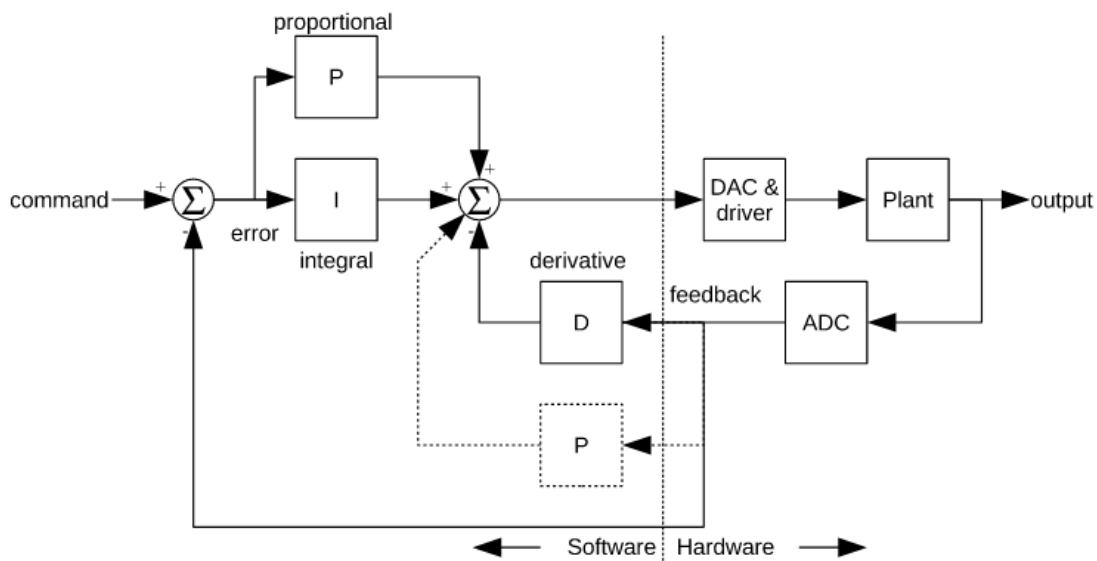 proportional
P
+
+
command
Σ
-
error
I
integral
+
Σ
-
DAC &
driver
Plant
output
derivative
D
feedback
ADC
P
Software
Hardware